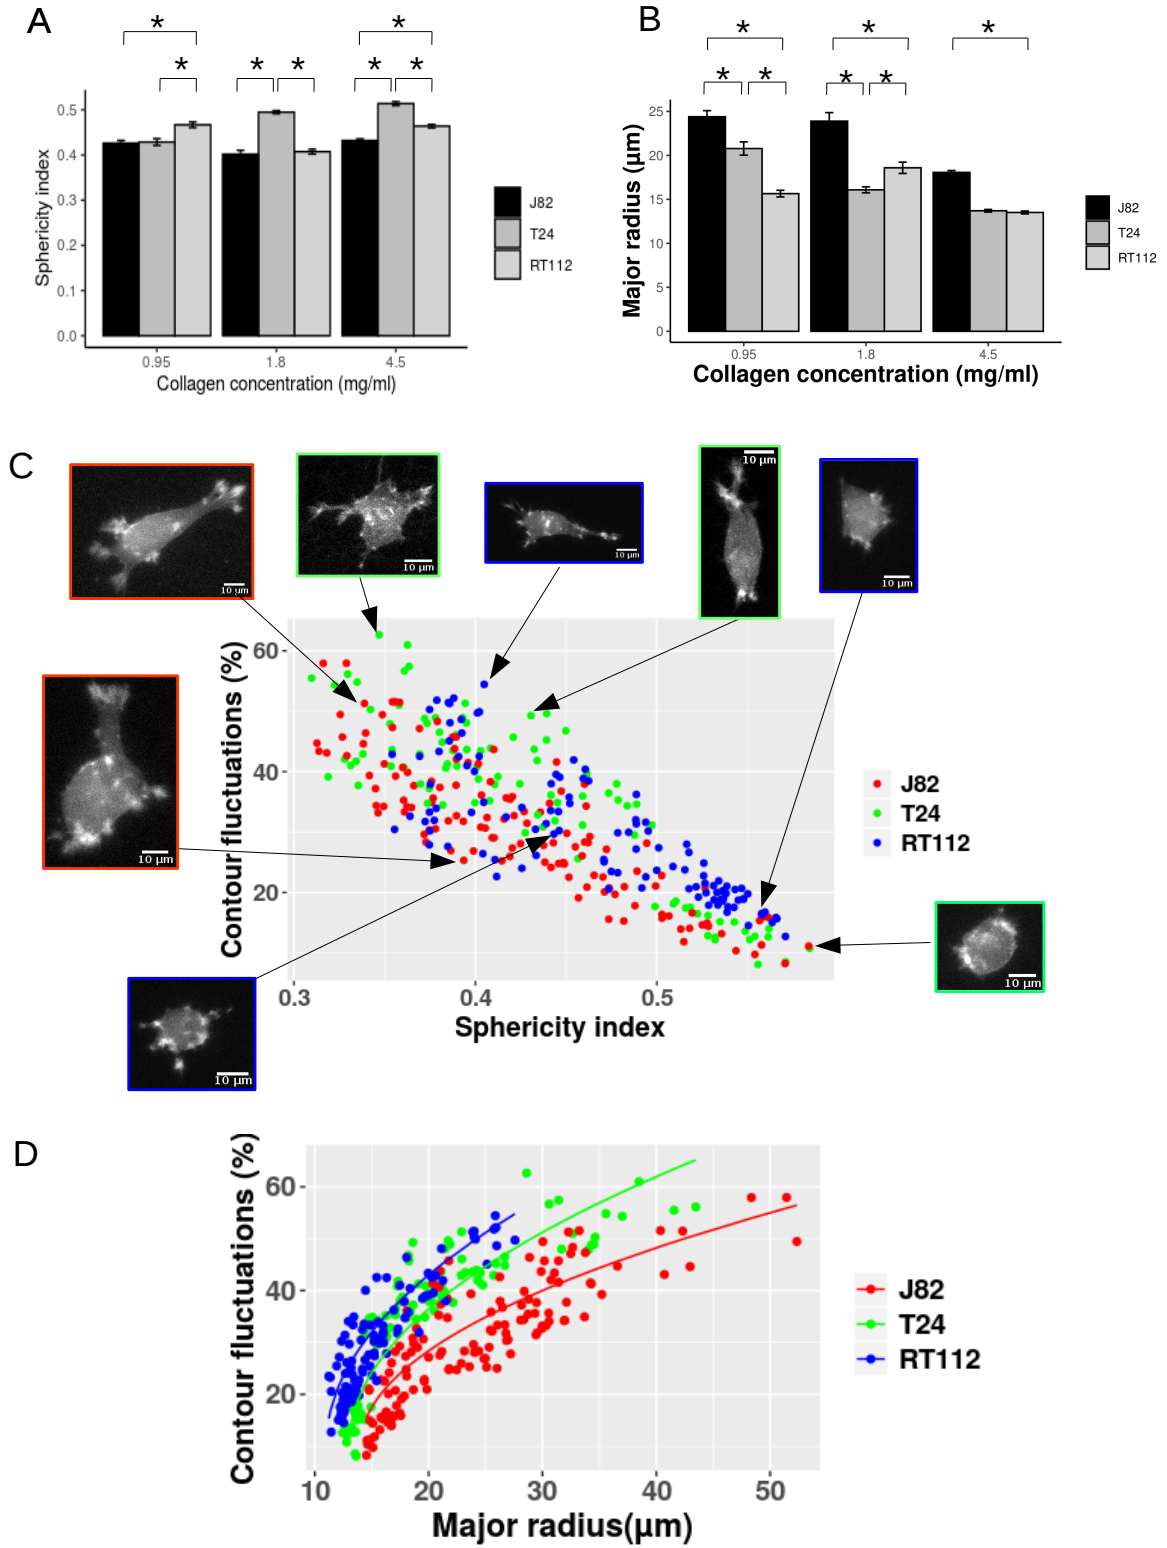 A
* *
* * * * *
0.5
0.4
0.3
0.2
0.1
0.0
Sphericity index
0.95 1.8 4.5
Collagen concentration (mg/ml)
J82
T24
RT112
B
* * *
* * * *
25
20
15
10
5
0
Major radius (µm)
0.95 1.8 4.5
Collagen concentration (mg/ml)
J82
T24
RT112
C
10 µm
10 µm
10 µm
10 µm
10 µm
10 µm
10 µm
10 µm
60
40
20
Contour fluctuations (%)
0.3 0.4 0.5
Sphericity index
J82
T24
RT112
D
60
40
20
Contour fluctuations (%)
10 20 30 40 50
Major radius(µm)
J82
T24
RT112